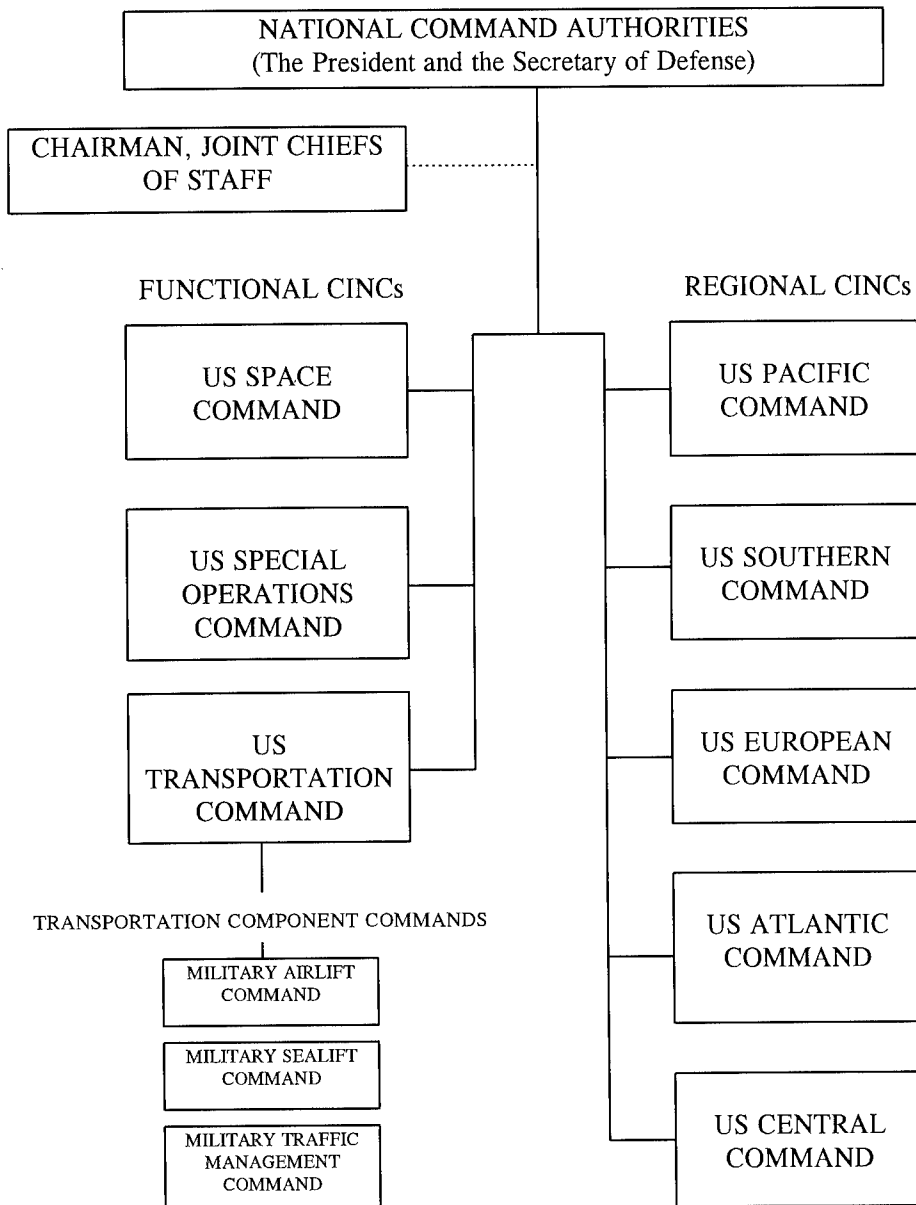 NATIONAL COMMAND AUTHORITIES
(The President and the Secretary of Defense)
CHAIRMAN, JOINT CHIEFS
OF STAFF
FUNCTIONAL CINCs
US SPACE
COMMAND
US SPECIAL
OPERATIONS
COMMAND
US
TRANSPORTATION
COMMAND
TRANSPORTATION COMPONENT COMMANDS
MILITARY AIRLIFT
COMMAND
MILITARY SEALIFT
COMMAND
MILITARY TRAFFIC
MANAGEMENT
COMMAND
REGIONAL CINCs
US PACIFIC
COMMAND
US SOUTHERN
COMMAND
US EUROPEAN
COMMAND
US ATLANTIC
COMMAND
US CENTRAL
COMMAND